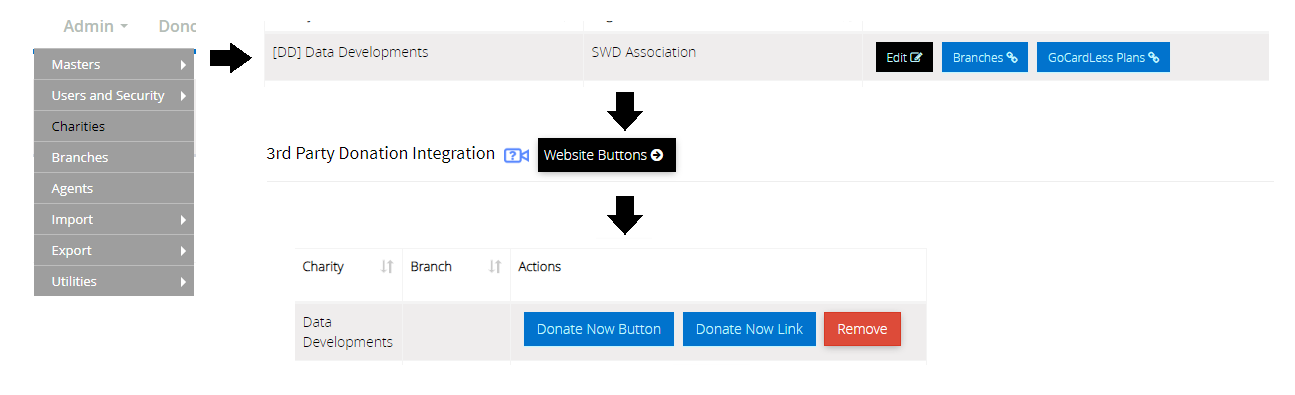 Admin
Masters
Users and Security
Charities
Branches
Agents
Import
Export
Utilities
[DD] Data Developments SWD Association Edit Branches GoCardLess Plans
3rd Party Donation Integration ? Website Buttons
Charity Branch Actions
Data
Developments
Donate Now Button Donate Now Link Remove